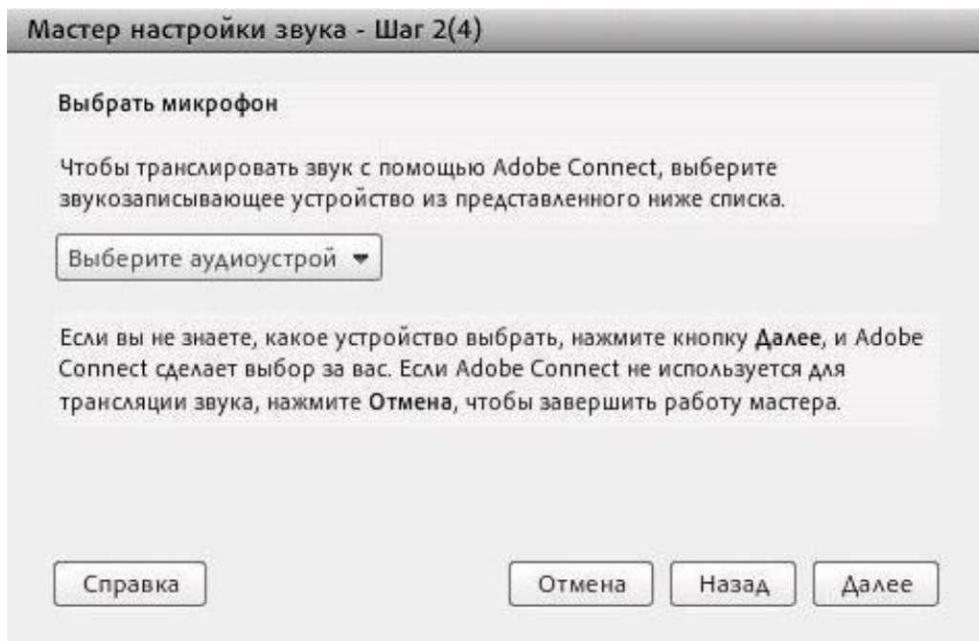 Мастер настройки звука - Шаг 2(4)
Выбрать микрофон
Чтобы транслировать звук с помощью Adobe Connect, выберите
звукозаписывающее устройство из представленного ниже списка.
Выберите аудиоустрой
Если вы не знаете, какое устройство выбрать, нажмите кнопку Далее, и Adobe
Connect сделает выбор за вас. Если Adobe Connect не используется для
трансляции звука, нажмите Отмена, чтобы завершить работу мастера.
Справка Отмена Назад Далее